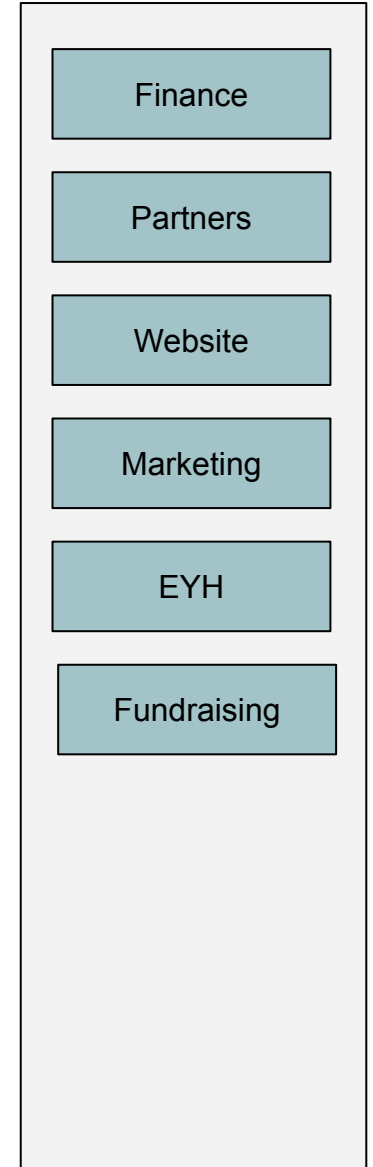 Finance
Partners
Website
Marketing
EYH
Fundraising